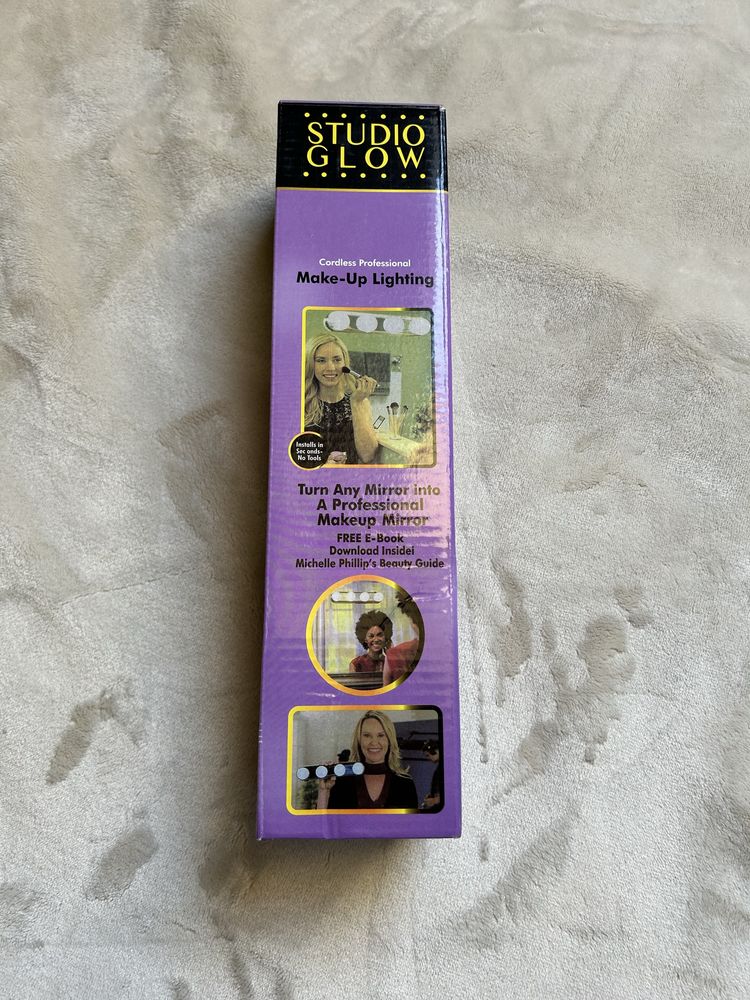 STUDIO
GLOW
Cordless Professional
Make-Up Lighting
Installs in
Sec onds-
No Tools
Turn Any Mirror into
A Professional
Makeup Mirror
FREE E-Book
Download Inside!
Michelle Phillip's Beauty Guide